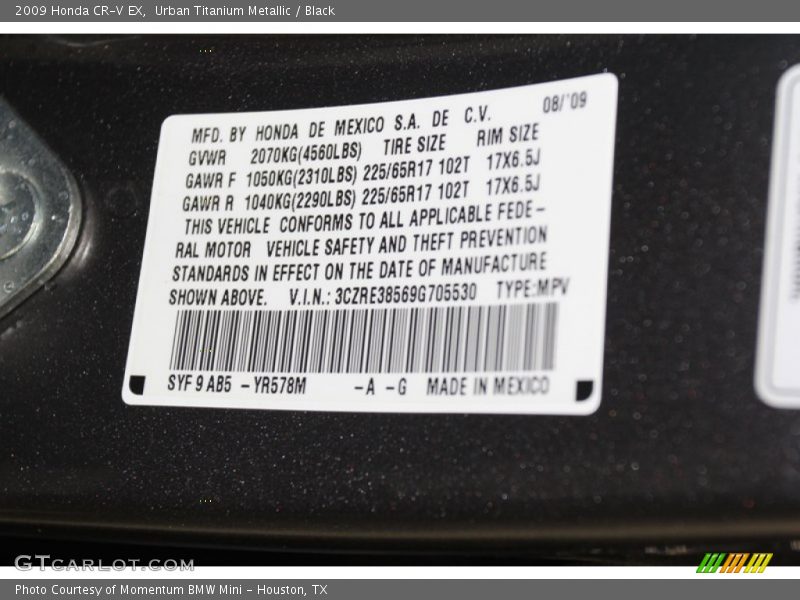 2009 Honda CR-V EX, Urban Titanium Metallic / Black
08/'09
MFD. BY HONDA DE MEXICO S.A. DE C.V.
GVWR 2070KG(4560LBS) TIRE SIZE RIM SIZE
GAWR F 1050KG(2310LBS) 225/65R17 102T 17X6.5J
GAWR R 1040KG(2290LBS) 225/65R17 102T 17X6.5J
THIS VEHICLE CONFORMS TO ALL APPLICABLE FEDE-
RAL MOTOR VEHICLE SAFETY AND THEFT PREVENTION
STANDARDS IN EFFECT ON THE DATE OF MANUFACTURE
SHOWN ABOVE. V.I.N.: 3CZRE38569G705530 TYPE:MPV
SYF 9 AB5 -YR578M -A -G MADE IN MEXICO
GTCARLOT.COM
Photo Courtesy of Momentum BMW Mini - Houston, TX